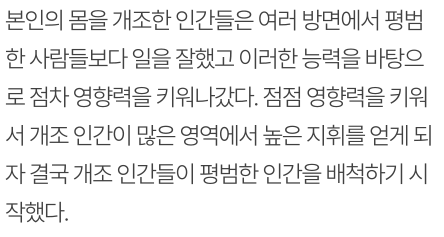 본인의 몸을 개조한 인간들은 여러 방면에서 평범
한 사람들보다 일을 잘했고 이러한 능력을 바탕으
로 점차 영향력을 키워나갔다. 점점 영향력을 키워
서 개조 인간이 많은 영역에서 높은 지휘를 얻게 되
자 결국 개조 인간들이 평범한 인간을 배척하기 시
작했다.